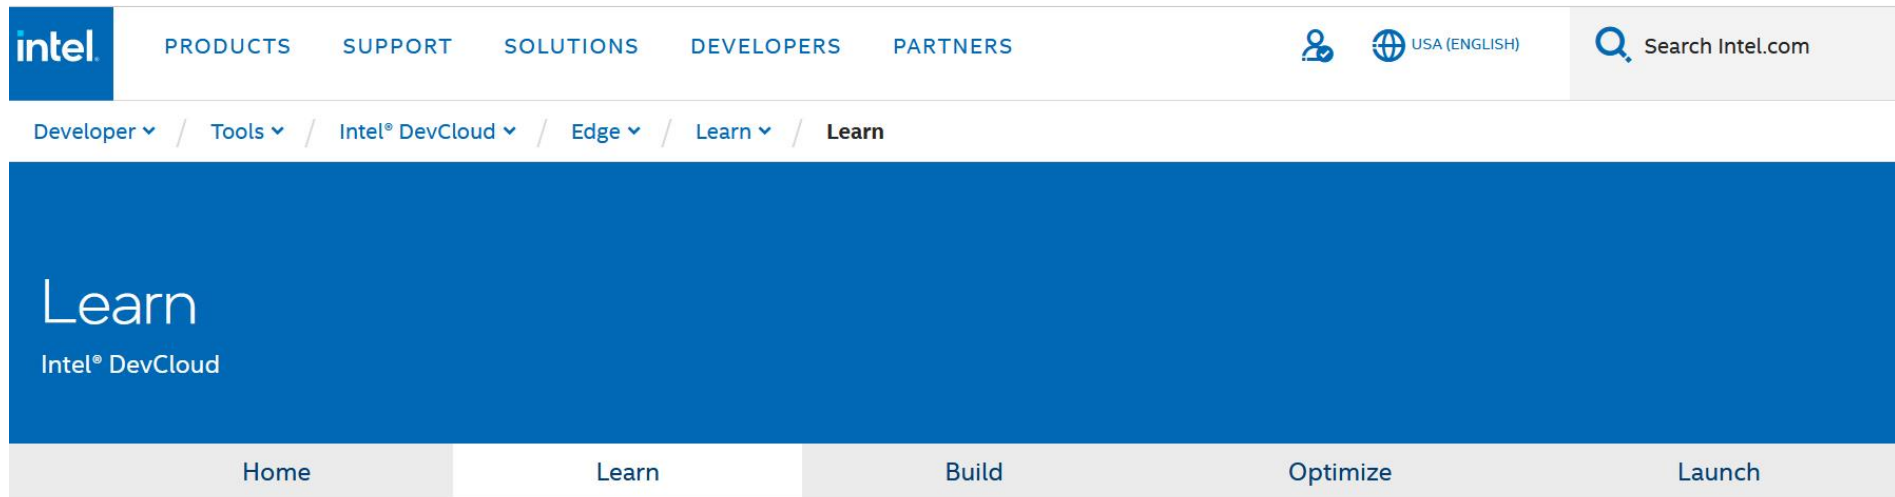 intel. PRODUCTS SUPPORT SOLUTIONS DEVELOPERS PARTNERS USA (ENGLISH) Search Intel.com
Developer / Tools / Intel® DevCloud / Edge / Learn / Learn
Learn
Intel® DevCloud
Home Learn Build Optimize Launch